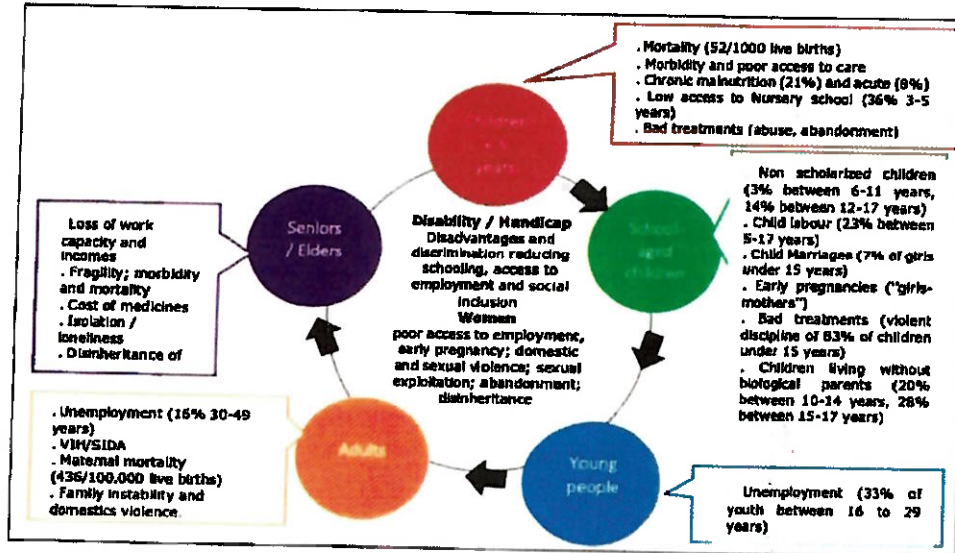 . Mortality (52/1000 live births)
. Morbidity and poor access to care
. Chronic malnutrition (21%) and acute (8%)
. Low access to Nursery school (36% 3-5
years)
. Bad treatments (abuse, abandonment)
years
Non scholarized children
(3% between 6-11 years,
14% between 12-17 years)
. Child labour (23% between
5-17 years)
. Child Marriages (7% of girls
under 15 years)
. Early pregnancies ("girls-
mothers")
. Bad treatments (violent
discipline of 83% of children
under 15 years)
. Children living without
biological parents (20%
between 10-14 years, 28%
between 15-17 years)
School
aged
children
Disability / Handicap
Disadvantages and
discrimination reducing
schooling, access to
employment and social
inclusion
Women
poor access to employment,
early pregnancy; domestic
and sexual violence; sexual
exploitation; abandonment;
disinheritance
Seniors
/ Elders
Loss of work
capacity and
incomes
. Fragility; morbidity
and mortality
. Cost of medicines
. Isolation /
loneliness
. Disinheritance of
. Unemployment (16% 30-49
years)
. VIH/SIDA
. Maternal mortality
(436/100.000 live births)
. Family instability and
domestics violence.
Adults
Young
people
Unemployment (33% of
youth between 16 to 29
years)